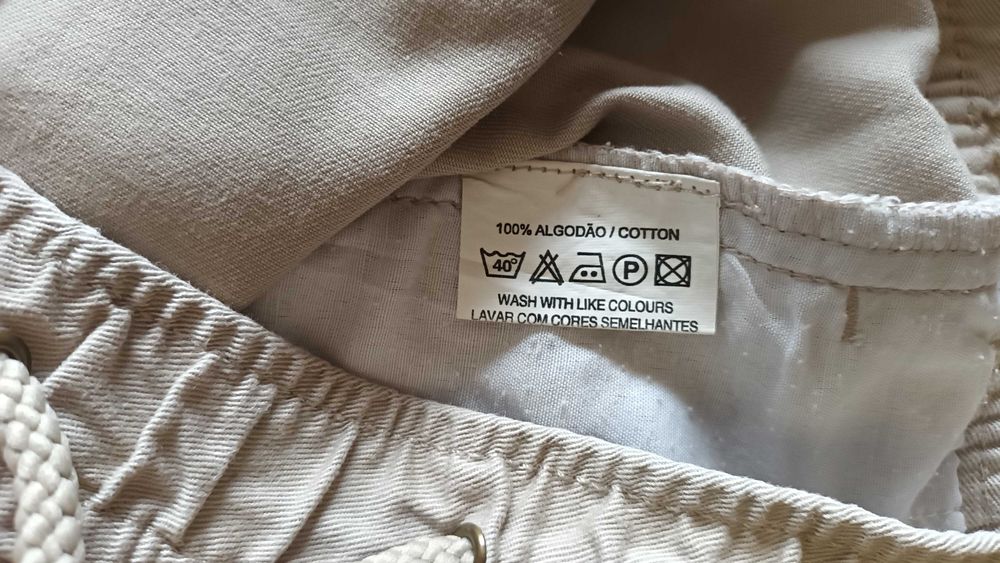 100% ALGODÃO / COTTON
40° P
WASH WITH LIKE COLOURS
LAVAR COM CORES SEMELHANTES